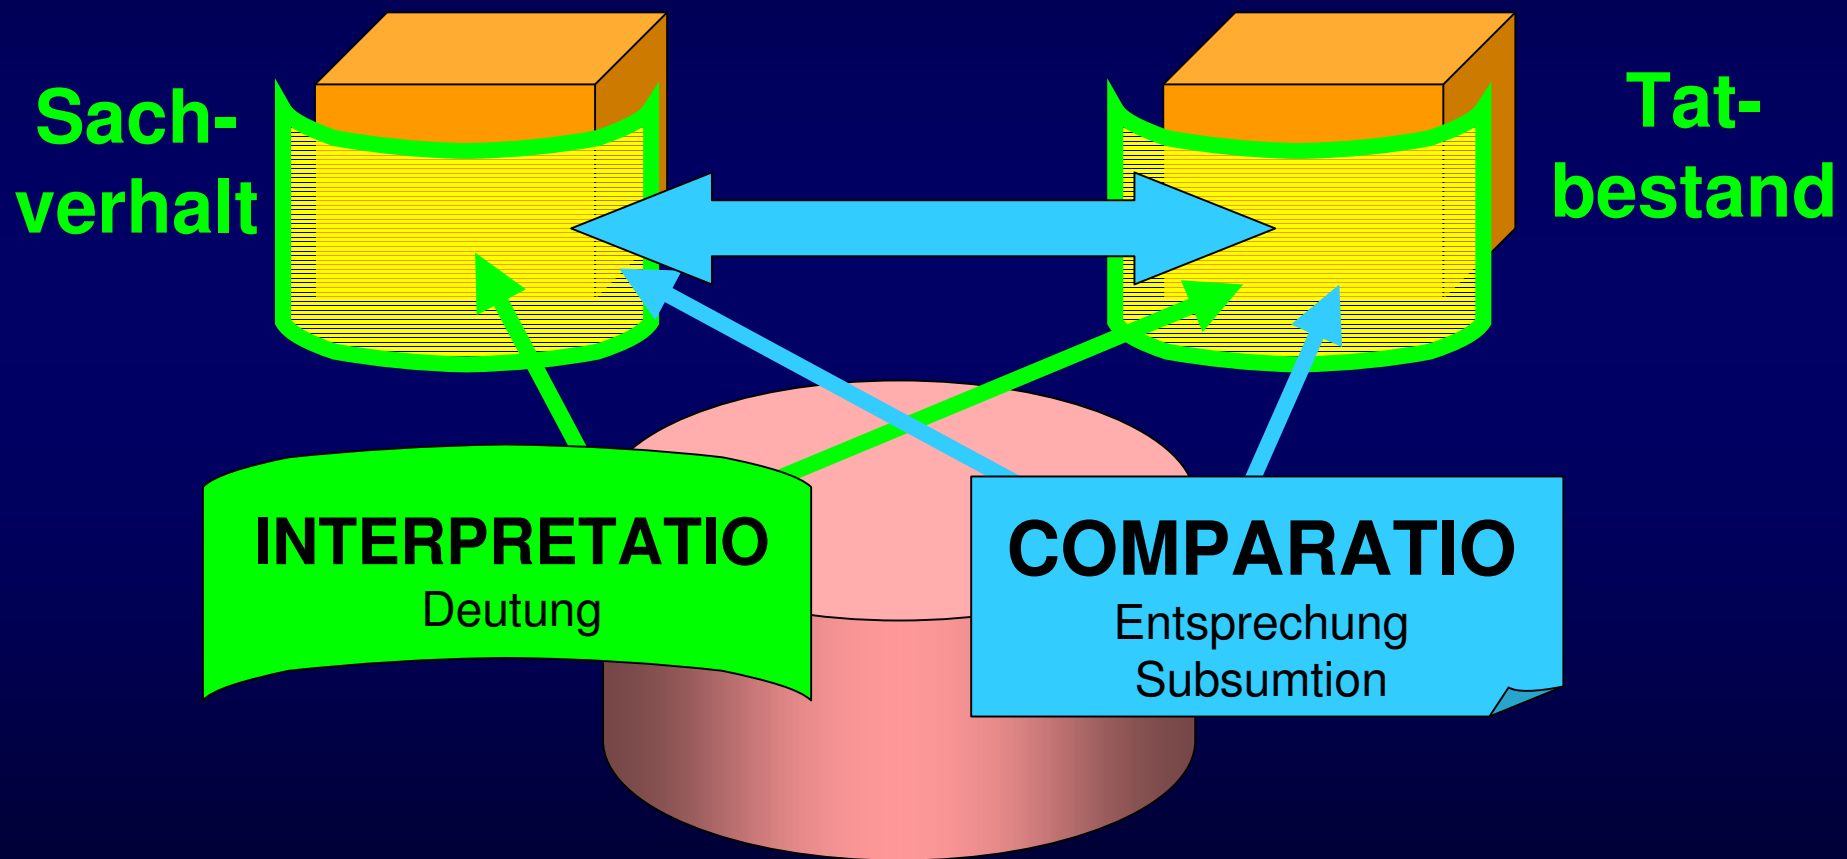 Sach-
verhalt
Tat-
bestand
INTERPRETATIO
Deutung
COMPARATIO
Entsprechung
Subsumtion